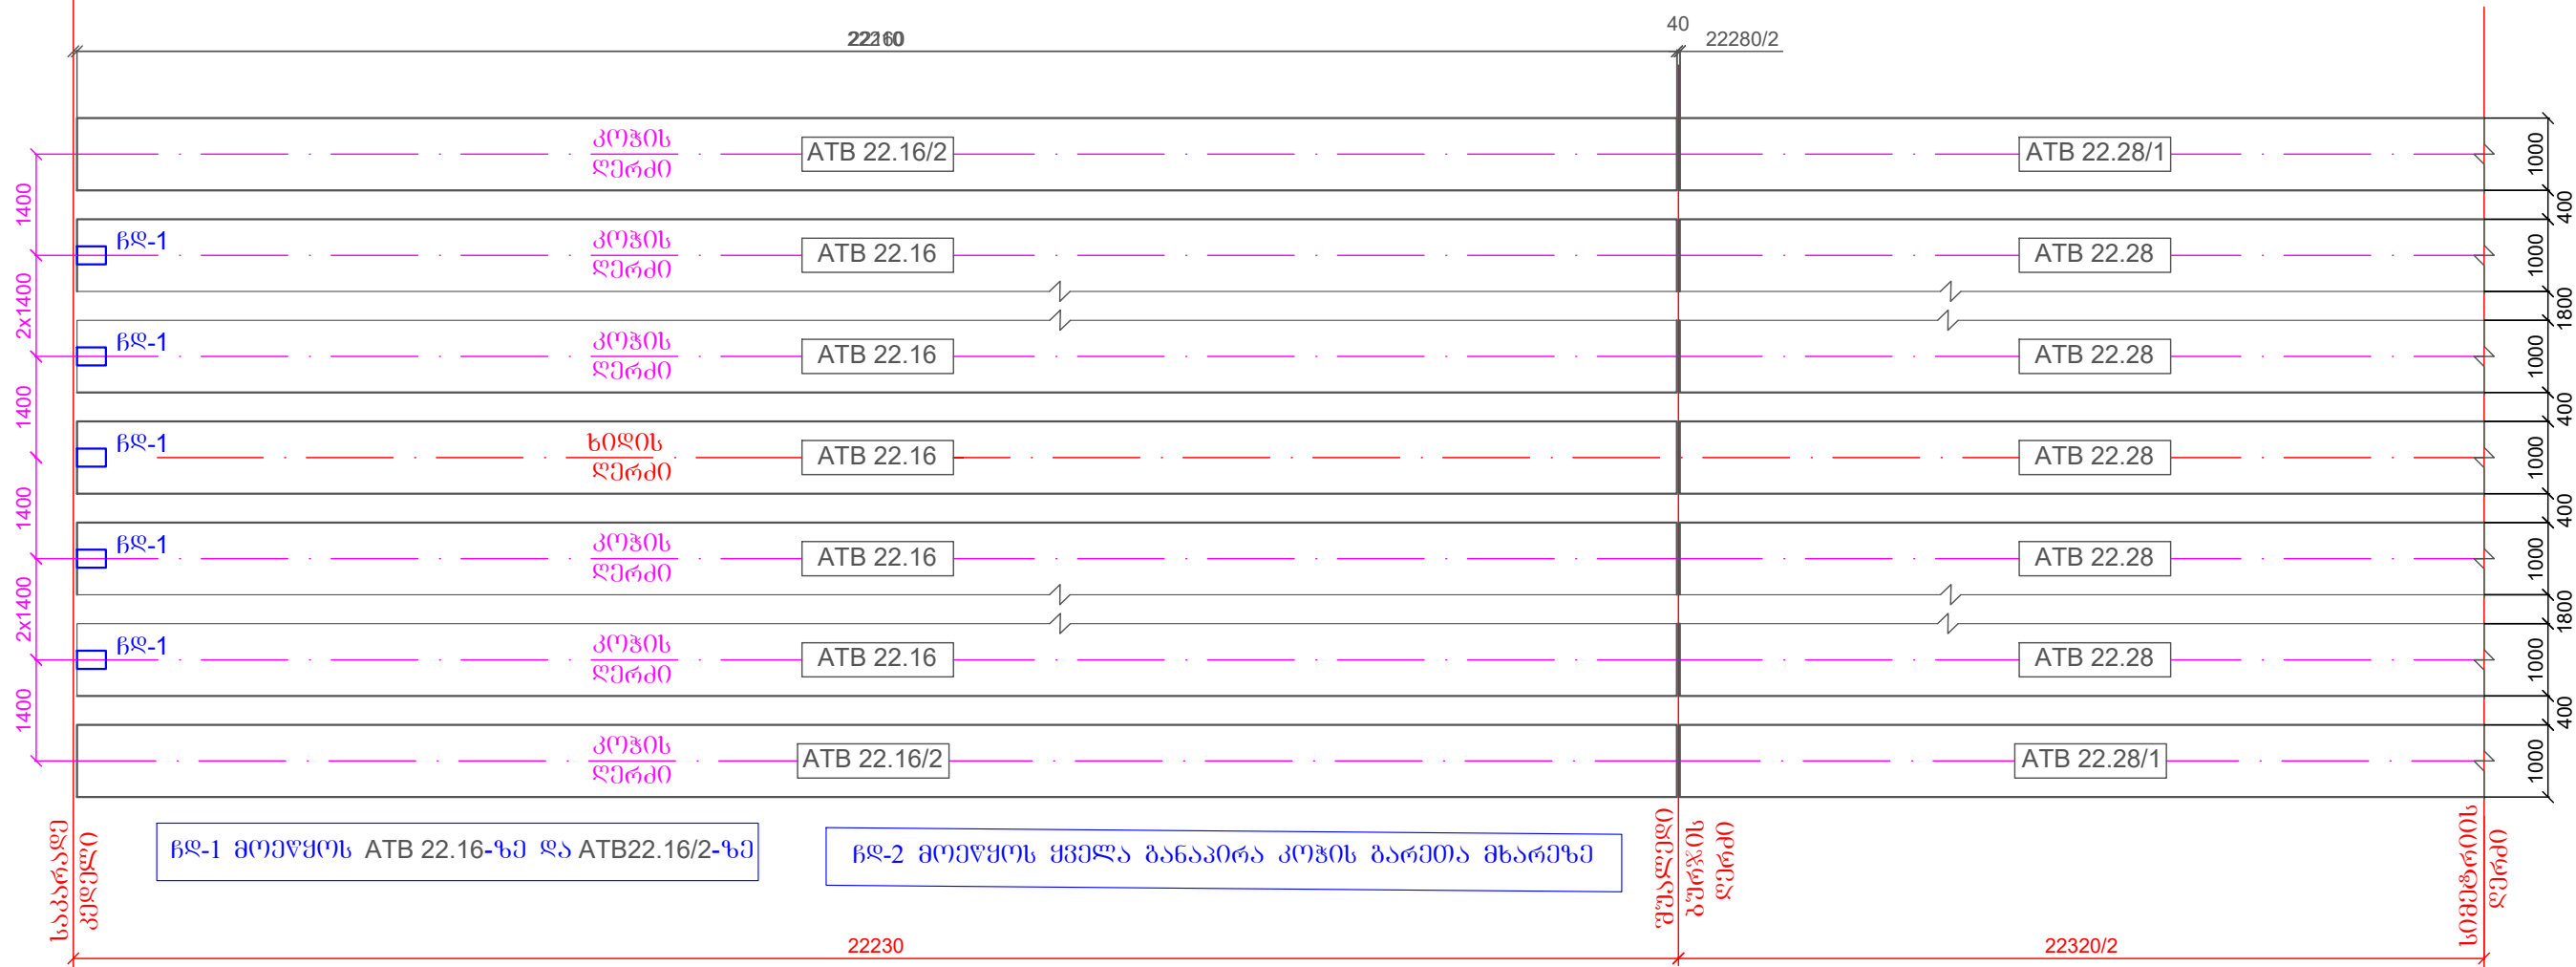 40
22280/2
კოჭის
ღერძი
ATB 22.16/2
ATB 22.28/1
1000
1400
400
ჩდ-1
კოჭის
ღერძი
ATB 22.16
ATB 22.28
1000
2x1400
1800
ჩდ-1
კოჭის
ღერძი
ATB 22.16
ATB 22.28
1000
1400
400
ჩდ-1
ხიდის
ღერძი
ATB 22.16
ATB 22.28
1000
1400
400
ჩდ-1
კოჭის
ღერძი
ATB 22.16
ATB 22.28
1000
2x1400
1800
ჩდ-1
კოჭის
ღერძი
ATB 22.16
ATB 22.28
1000
1400
400
კოჭის
ღერძი
ATB 22.16/2
ATB 22.28/1
1000
საკარადე
კედელი
ჩდ-1 მოეწყოს ATB 22.16-ზე და ATB22.16/2-ზე
ჩდ-2 მოეწყოს ყველა განაპირა კოჭის გარეთა მხარეზე
შუალედი
ბურჯის
ღერძი
სიმეტრიის
ღერძი
22230
22320/2